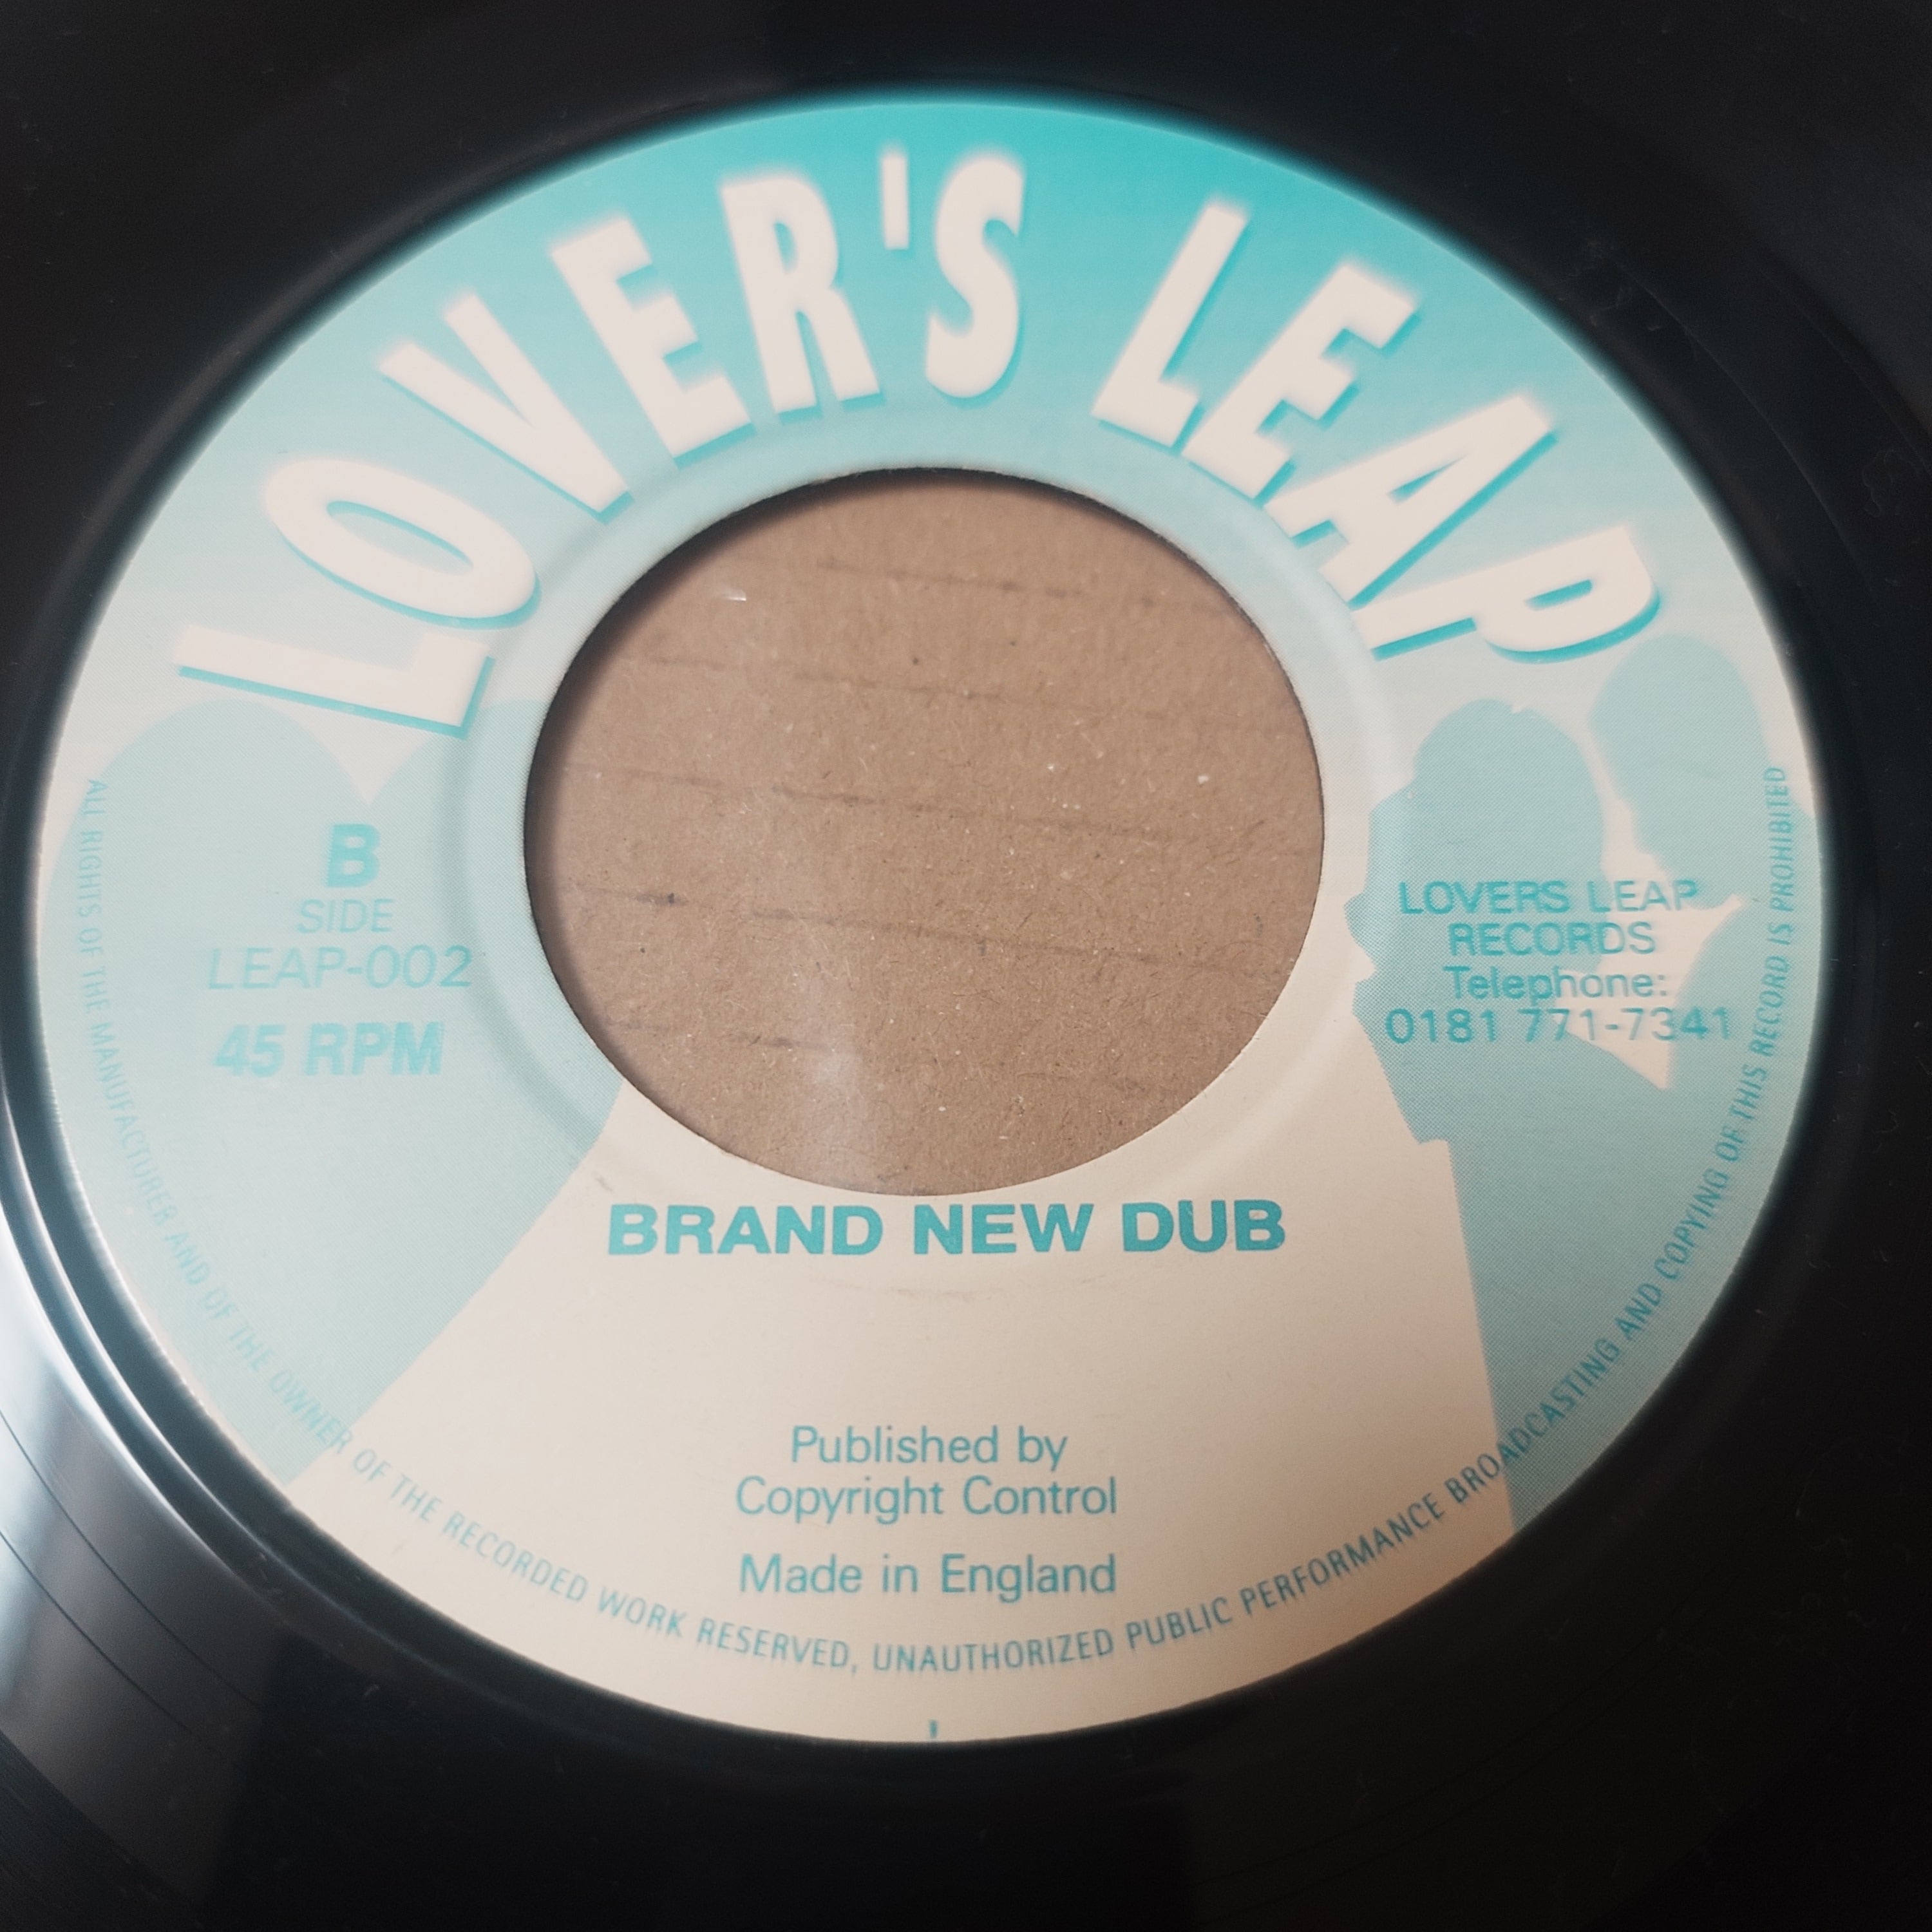 LOVER'S LEAP
B
SIDE
LEAP-002
45 RPM
LOVERS LEAP
RECORDS
Telephone:
0181 771-7341
BRAND NEW DUB
Published by
Copyright Control
Made in England
ALL RIGHTS OF THE MANUFACTURER AND OF THE OWNER OF THE RECORDED WORK RESERVED, UNAUTHORIZED PUBLIC PERFORMANCE BROADCASTING AND COPYING OF THIS RECORD IS PROHIBITED